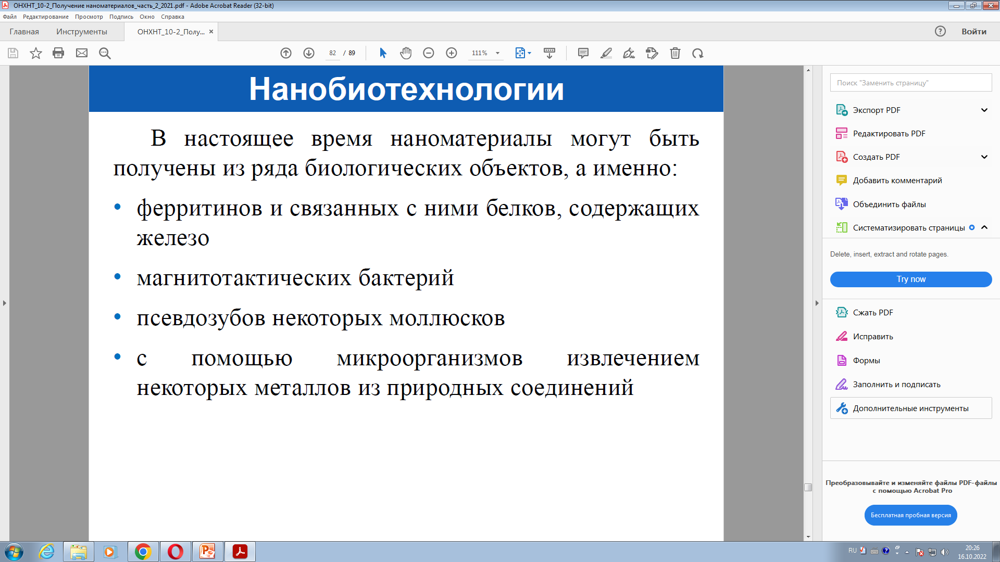 ОНХНТ_10-2_Получение наноматериалов_часть_2_2021.pdf - Adobe Acrobat Reader (32-bit)
Файл Редактирование Просмотр Подпись Окно Справка
Главная Инструменты ОНХНТ_10-2_Полу... × ? Войти
82 / 89 111%
Нанобиотехнологии
В настоящее время наноматериалы могут быть
получены из ряда биологических объектов, а именно:
• ферритинов и связанных с ними белков, содержащих
железо
• магнитотактических бактерий
• псевдозубов некоторых моллюсков
• с помощью микроорганизмов извлечением
некоторых металлов из природных соединений
Поиск "Заменить страницу"
Экспорт PDF
Редактировать PDF
Создать PDF
Добавить комментарий
Объединить файлы
Систематизировать страницы
Delete, insert, extract and rotate pages.
Try now
Сжать PDF
Исправить
Формы
Заполнить и подписать
Дополнительные инструменты
Преобразовывайте и изменяйте файлы PDF-файлы
с помощью Acrobat Pro
Бесплатная пробная версия
RU
20:26
16.10.2022